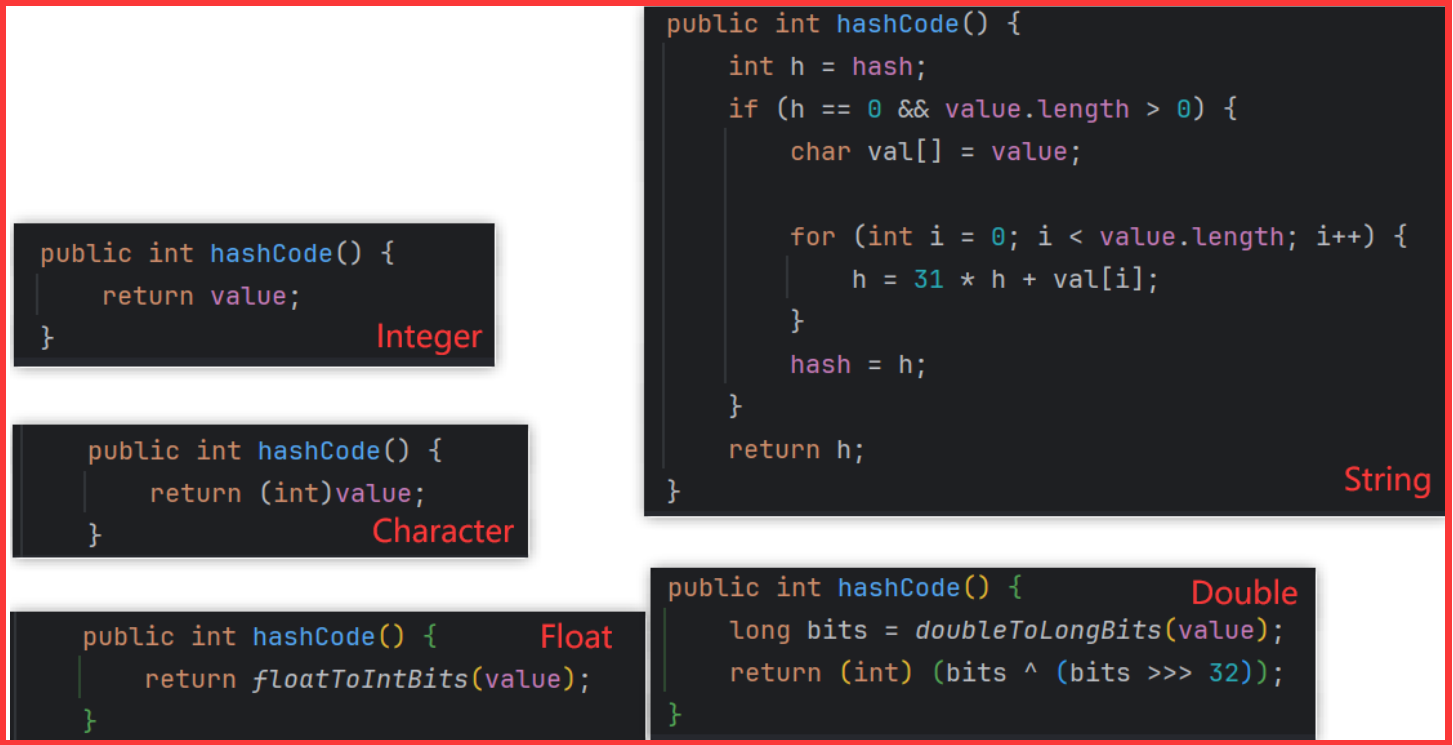 public int hashCode() {
    return value;
}
Integer
public int hashCode() {
    return (int)value;
}
Character
public int hashCode() {
Float
    return floatToIntBits(value);
}
public int hashCode() {
    int h = hash;
    if (h == 0 && value.length > 0) {
        char val[] = value;
        for (int i = 0; i < value.length; i++) {
            h = 31 * h + val[i];
        }
        hash = h;
    }
    return h;
}
String
public int hashCode() {
Double
    long bits = doubleToLongBits(value);
    return (int) (bits ^ (bits >>> 32));
}